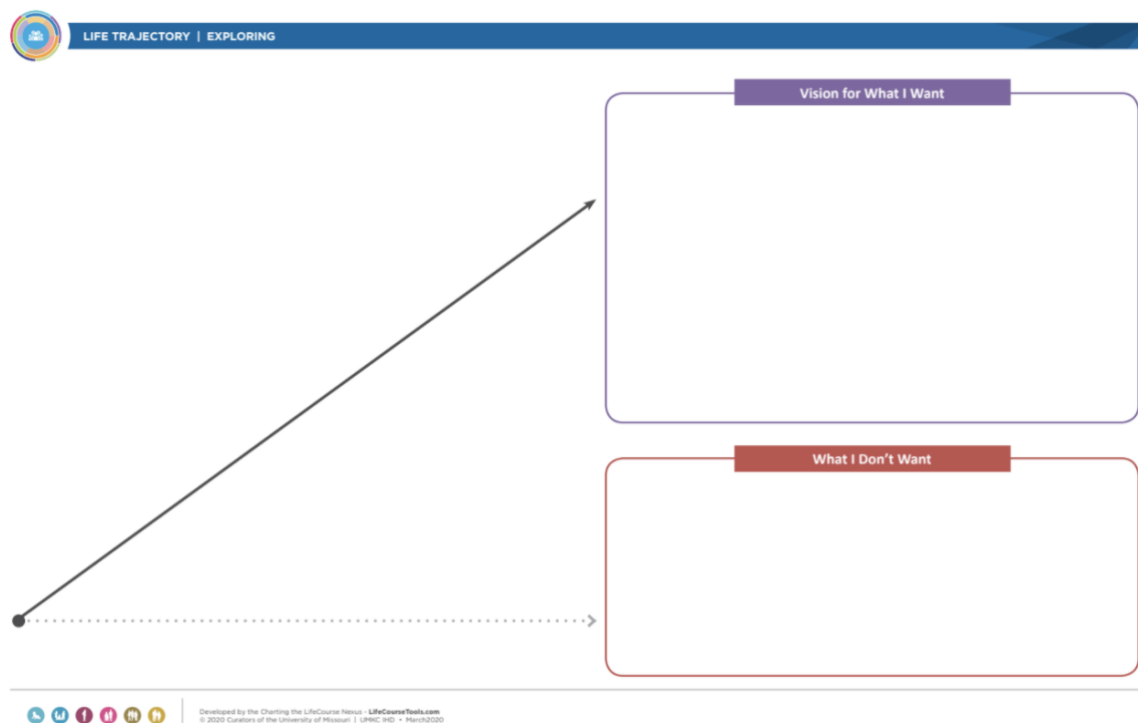 LIFE TRAJECTORY | EXPLORING
Vision for What I Want
What I Don't Want
Developed by the Charting the LifeCourse Nexus - LifeCourseTools.com
© 2020 Curators of the University of Missouri | UMKC IHD • March2020